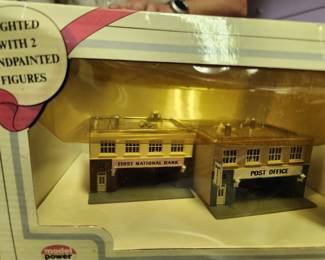 GHTED
WITH 2
NDPAINTED
FIGURES
FIRST NATIONAL BANK
POST OFFICE
model
power